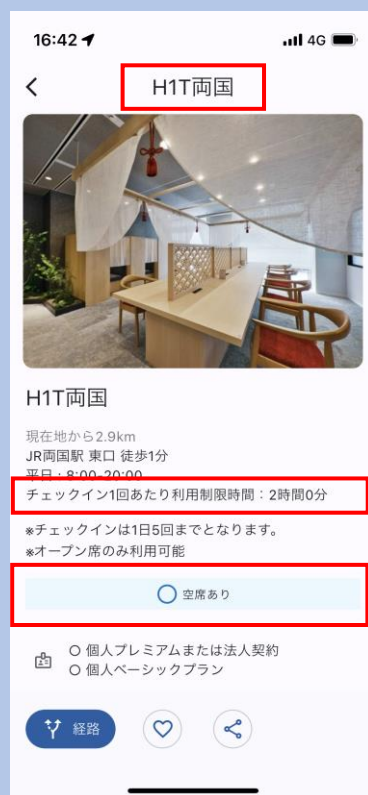 16:42
4G
H1T両国
H1T両国
現在地から2.9km
JR両国駅 東口 徒歩1分
平日：8:00-20:00
チェックイン1回あたり利用制限時間：2時間0分
※チェックインは1日5回までとなります。
※オープン席のみ利用可能
空席あり
○ 個人プレミアムまたは法人契約
○ 個人ベーシックプラン
経路